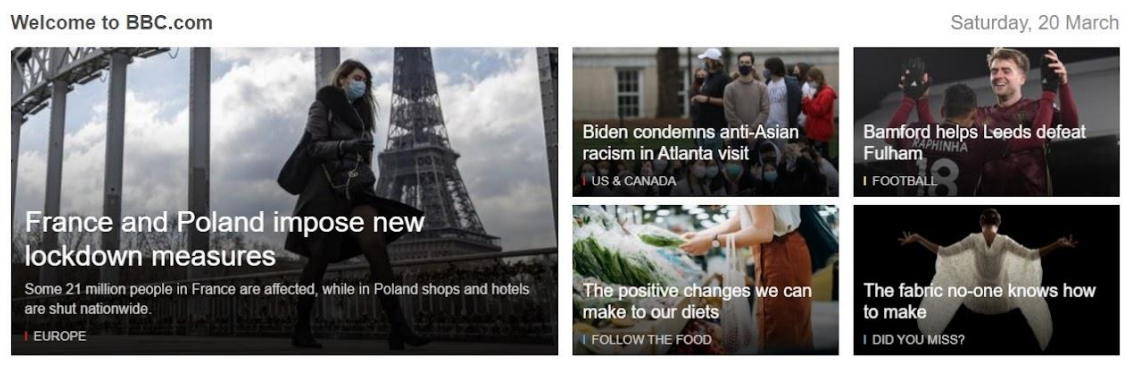 Welcome to BBC.com
Saturday, 20 March
France and Poland impose new
lockdown measures
Some 21 million people in France are affected, while in Poland shops and hotels
are shut nationwide.
EUROPE
Biden condemns anti-Asian
racism in Atlanta visit
US & CANADA
RAPHINHA
18
Bamford helps Leeds defeat
Fulham
FOOTBALL
The positive changes we can
make to our diets
FOLLOW THE FOOD
The fabric no-one knows how
to make
DID YOU MISS?